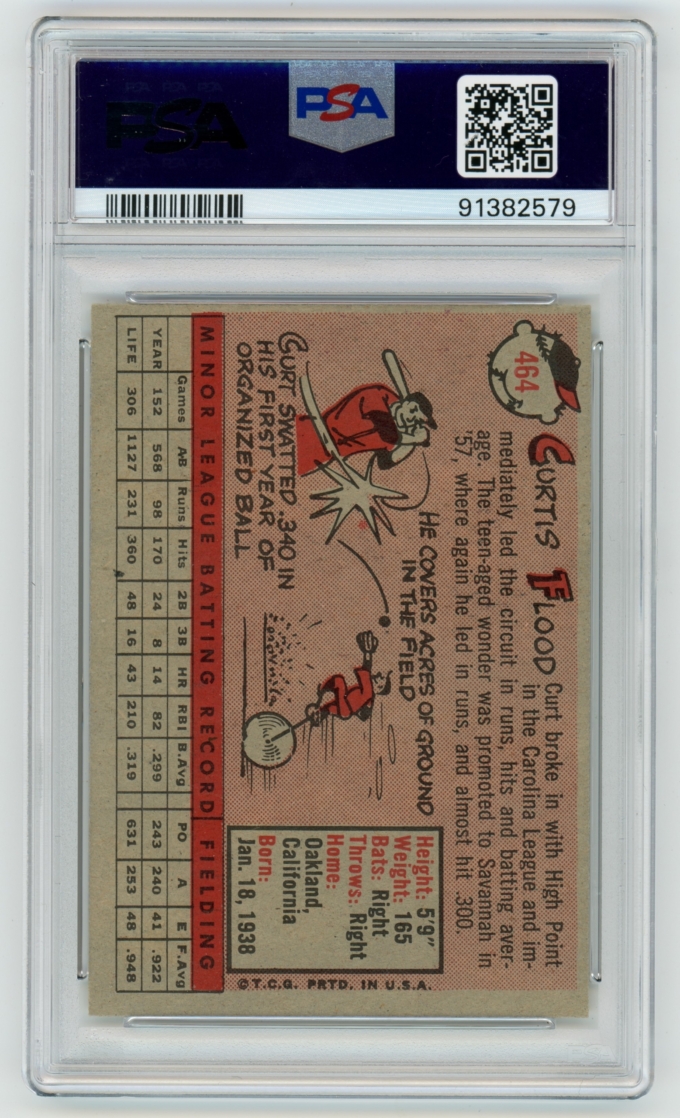 PSA
PSA
91382579
464
CURTIS FLOOD
Curt broke in with High Point
in the Carolina League and im-
mediately led the circuit in runs, hits and batting aver-
age. The teen-aged wonder was promoted to Savannah in
'57, where again he led in runs, and almost hit .300.
HE COVERS ACRES OF GROUND
IN THE FIELD
CURT SWATTED .340 IN
HIS FIRST YEAR OF
ORGANIZED BALL
Height: 5'9"
Weight: 165
Bats: Right
Throws: Right
Home:
Oakland,
California
Born:
Jan. 18, 1938
©T.C.G. PRTD. IN U.S.A.
MINOR LEAGUE BATTING RECORD FIELDING
Games AB Runs Hits 2B 3B HR RBI B.Avg PO A E F.Avg
YEAR 152 568 98 170 24 8 14 82 .299 243 240 41 .922
LIFE 306 1127 231 360 48 16 43 210 .319 631 253 48 .948